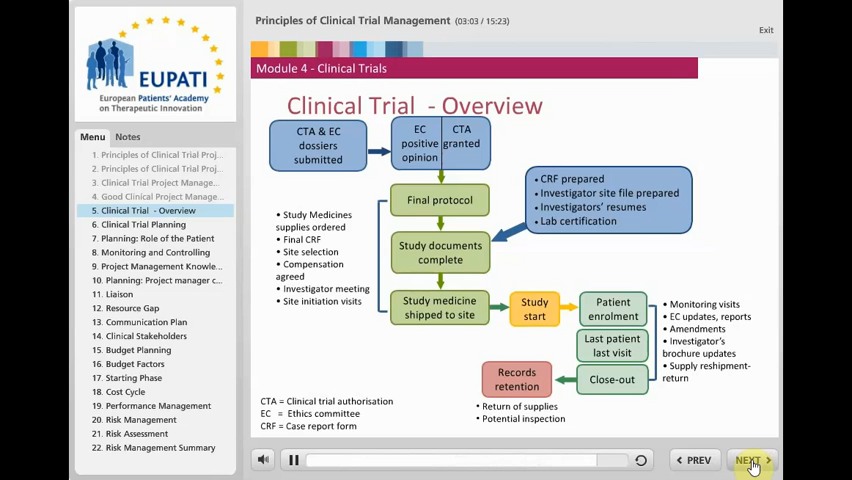 Principles of Clinical Trial Management (03:03 / 15:23)
Exit
EUPATI
European Patients' Academy
on Therapeutic Innovation
Menu
Notes
1. Principles of Clinical Trial Proj...
2. Principles of Clinical Trial Proj...
3. Clinical Trial Project Manage...
4. Good Clinical Project Manage...
5. Clinical Trial - Overview
6. Clinical Trial Planning
7. Planning: Role of the Patient
8. Monitoring and Controlling
9. Project Management Knowle...
10. Planning: Project manager c...
11. Liaison
12. Resource Gap
13. Communication Plan
14. Clinical Stakeholders
15. Budget Planning
16. Budget Factors
17. Starting Phase
18. Cost Cycle
19. Performance Management
20. Risk Management
21. Risk Assessment
22. Risk Management Summary
Module 4 - Clinical Trials
Clinical Trial - Overview
CTA & EC
dossiers
submitted
EC
positive
opinion
CTA
granted
Final protocol
Study documents
complete
Study medicine
shipped to site
• CRF prepared
• Investigator site file prepared
• Investigators' resumes
• Lab certification
• Study Medicines
supplies ordered
• Final CRF
• Site selection
• Compensation
agreed
• Investigator meeting
• Site initiation visits
Study
start
Patient
enrolment
Last patient
last visit
Close-out
Records
retention
• Monitoring visits
• EC updates, reports
• Amendments
• Investigator's
brochure updates
• Supply reshipment-
return
• Return of supplies
• Potential inspection
CTA = Clinical trial authorisation
EC = Ethics committee
CRF = Case report form
PREV
NEXT